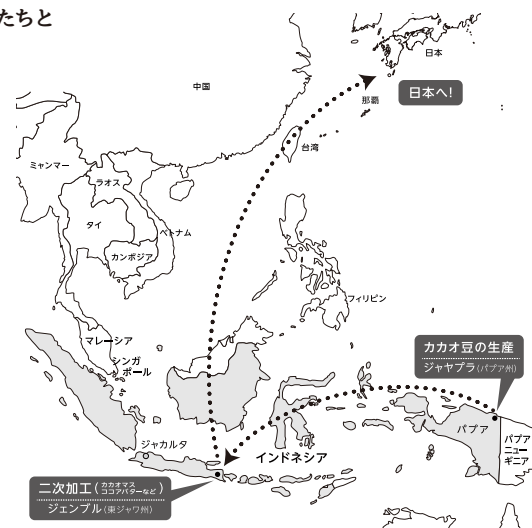 たちと
中国
日本
日本へ!
那覇
台湾
ミャンマー
ラオス
タイ
ベトナム
カンボジア
フィリピン
マレーシア
シンガ
ポール
カカオ豆の生産
ジャヤプラ(パプア州)
パプア
パプア
ニュー
ギニア
ジャカルタ
インドネシア
二次加工(カカオマス
ココアバターなど)
ジェンブル(東ジャワ州)